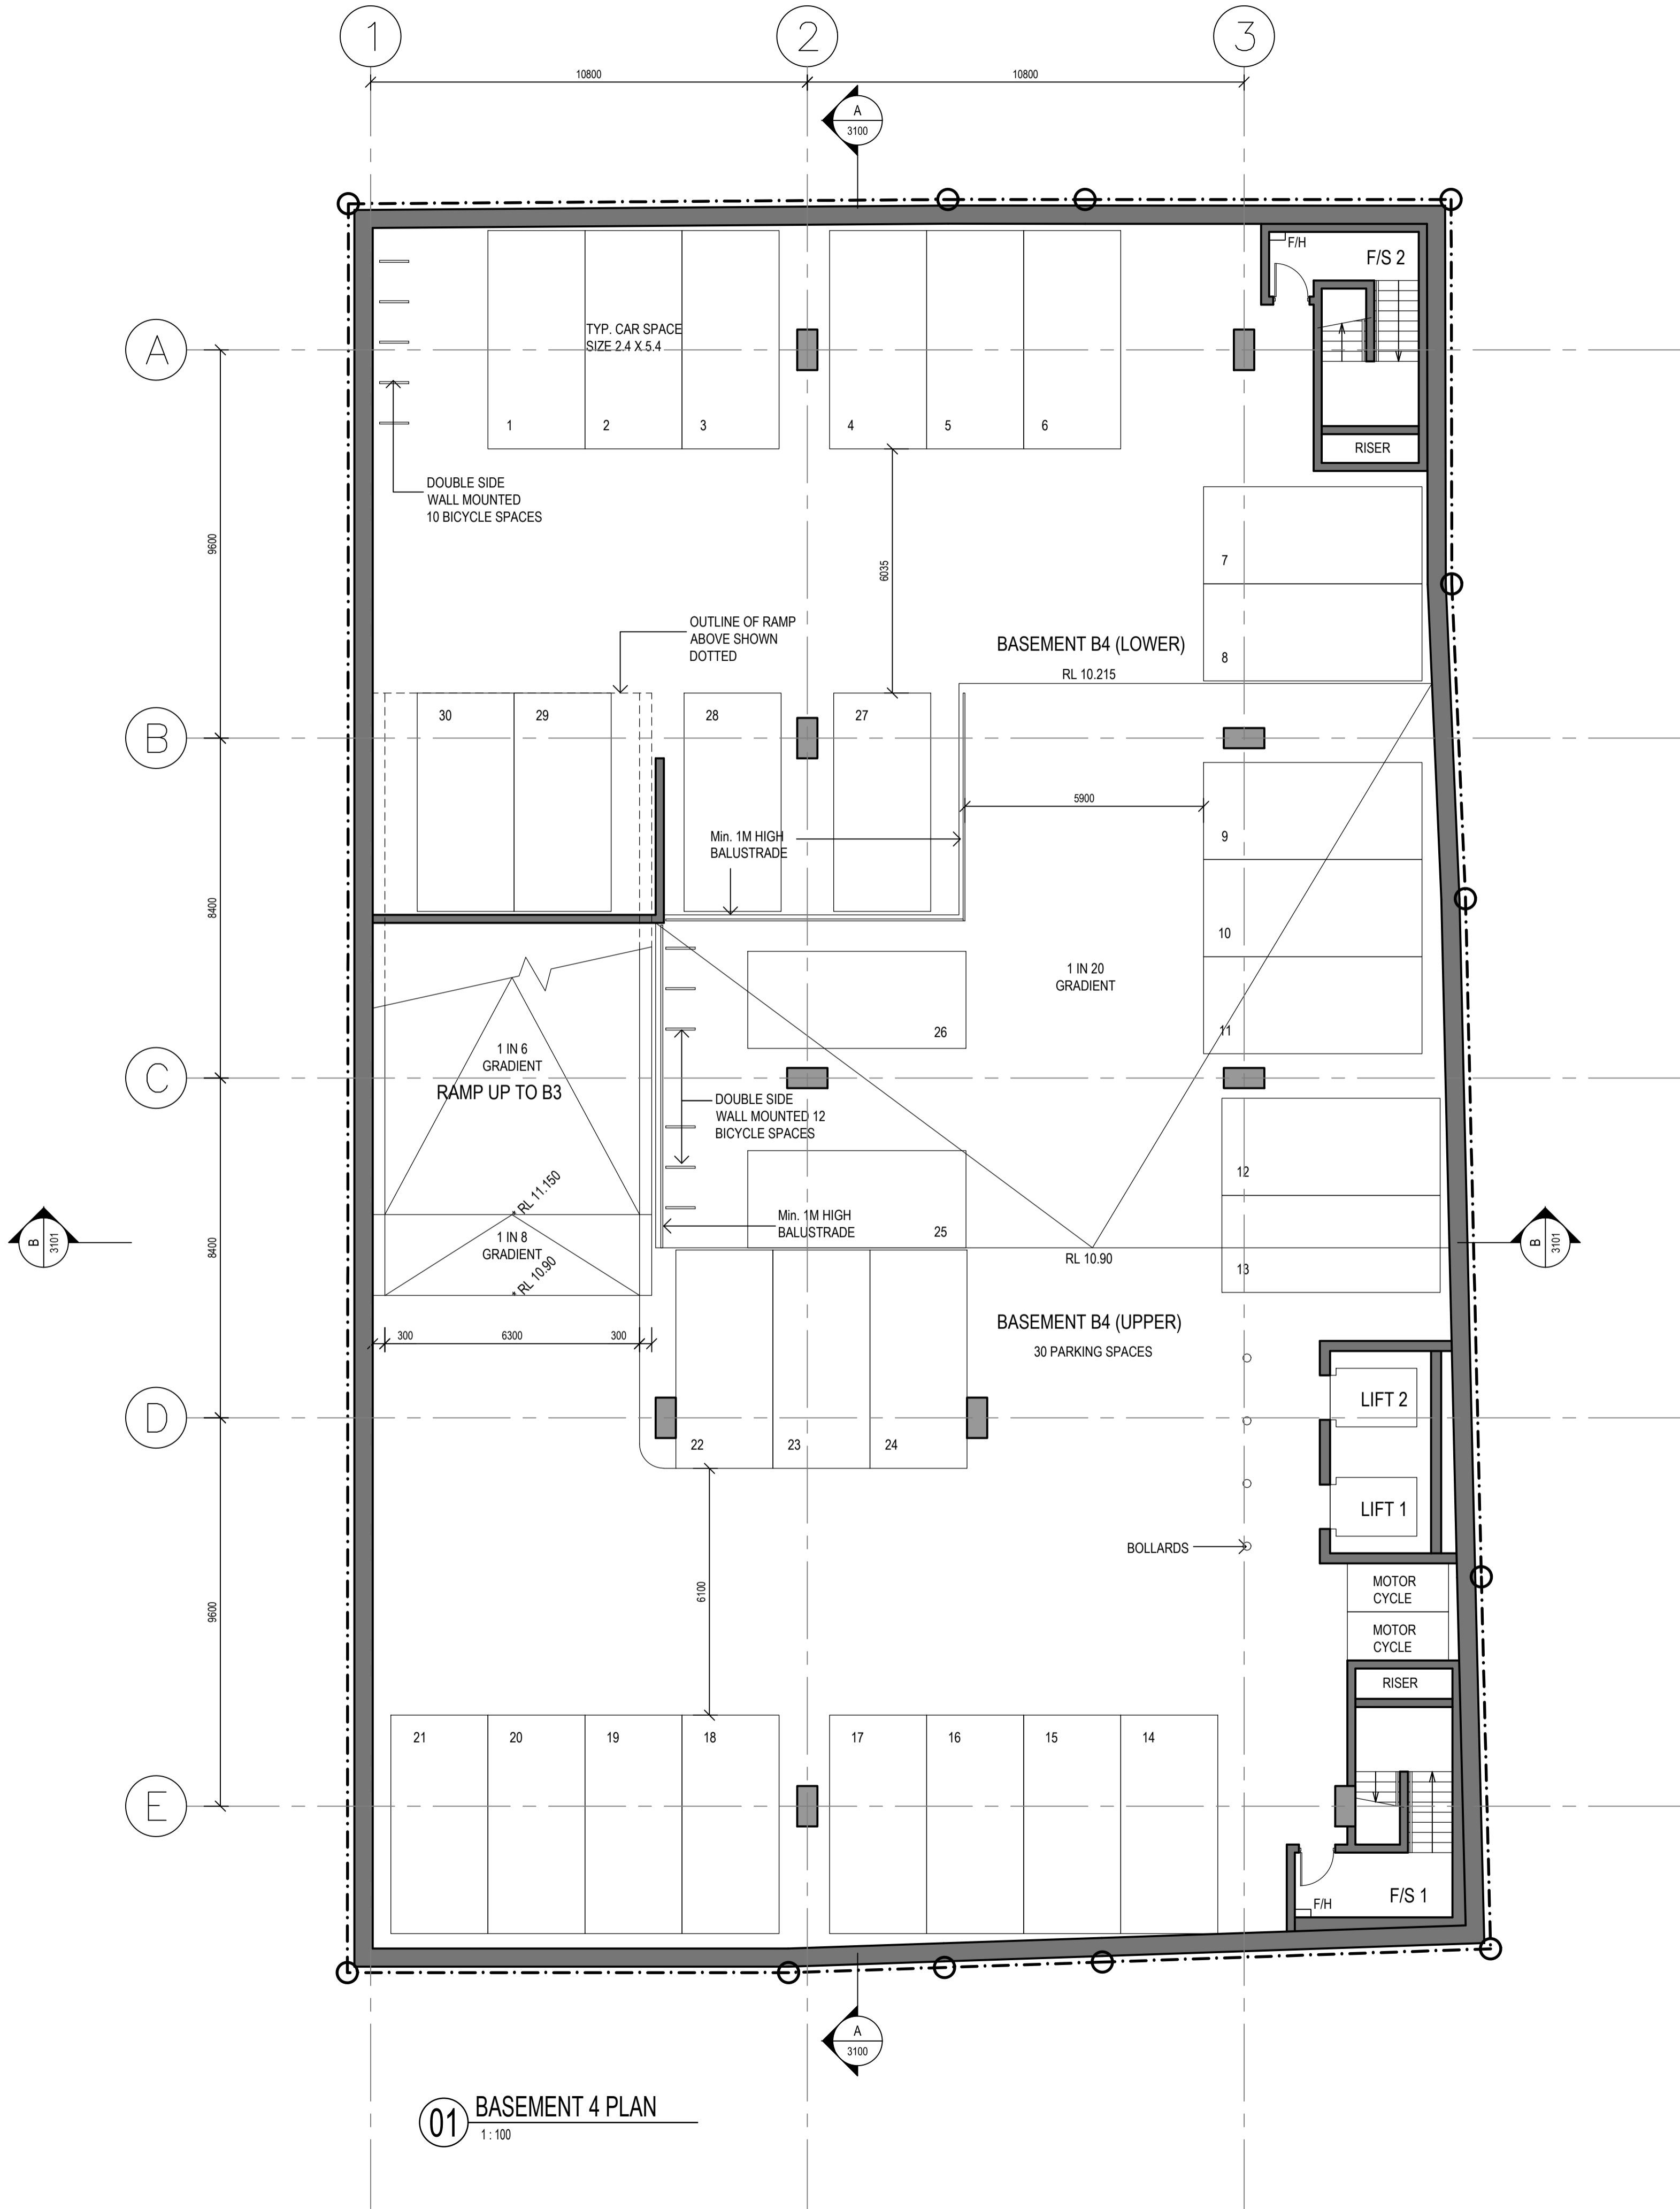 1
2
3
10800
10800
A
3100
F/H
F/S 2
A
TYP. CAR SPACE
SIZE 2.4 X 5.4
1
2
3
4
5
6
RISER
DOUBLE SIDE
WALL MOUNTED
10 BICYCLE SPACES
9600
6035
7
OUTLINE OF RAMP
ABOVE SHOWN
DOTTED
BASEMENT B4 (LOWER)
RL 10.215
8
30
29
28
27
B
5900
Min. 1M HIGH
BALUSTRADE
9
8400
10
1 IN 20
GRADIENT
26
11
1 IN 6
GRADIENT
RAMP UP TO B3
C
DOUBLE SIDE
WALL MOUNTED 12
BICYCLE SPACES
12
* RL 11.150
Min. 1M HIGH
BALUSTRADE
25
1 IN 8
GRADIENT
* RL 10.90
RL 10.90
13
B
3101
8400
B
3101
300
6300
300
BASEMENT B4 (UPPER)
30 PARKING SPACES
LIFT 2
D
22
23
24
LIFT 1
BOLLARDS
MOTOR
CYCLE
MOTOR
CYCLE
6100
9600
RISER
21
20
19
18
17
16
15
14
E
F/S 1
F/H
A
3100
01
BASEMENT 4 PLAN
1 : 100